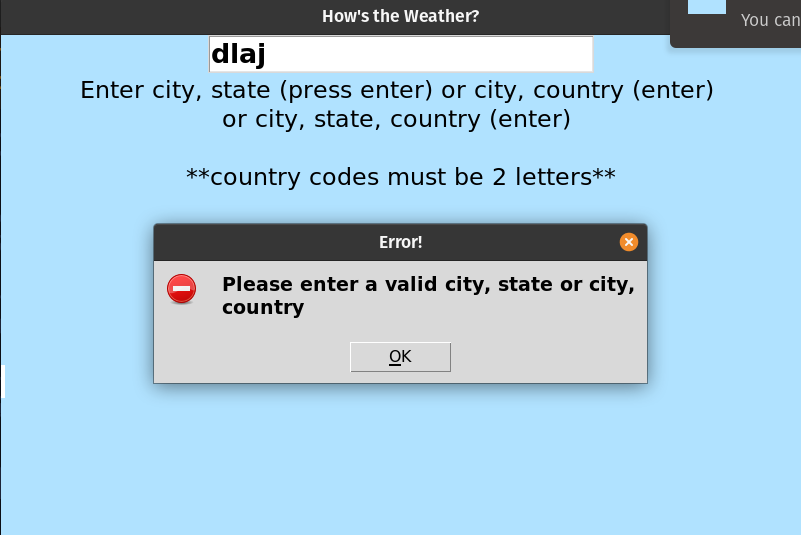 How's the Weather?
You can
dlaj
Enter city, state (press enter) or city, country (enter)
or city, state, country (enter)
**country codes must be 2 letters**
Error!
Please enter a valid city, state or city,
country
OK